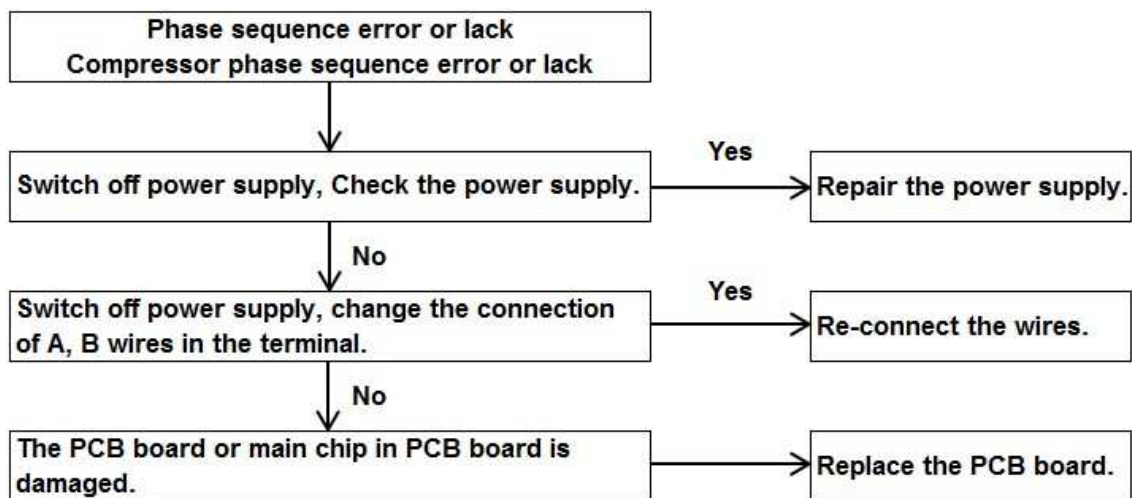 Phase sequence error or lack
Compressor phase sequence error or lack
Yes
Switch off power supply, Check the power supply.
Repair the power supply.
No
Yes
Switch off power supply, change the connection
of A, B wires in the terminal.
Re-connect the wires.
No
The PCB board or main chip in PCB board is
damaged.
Replace the PCB board.